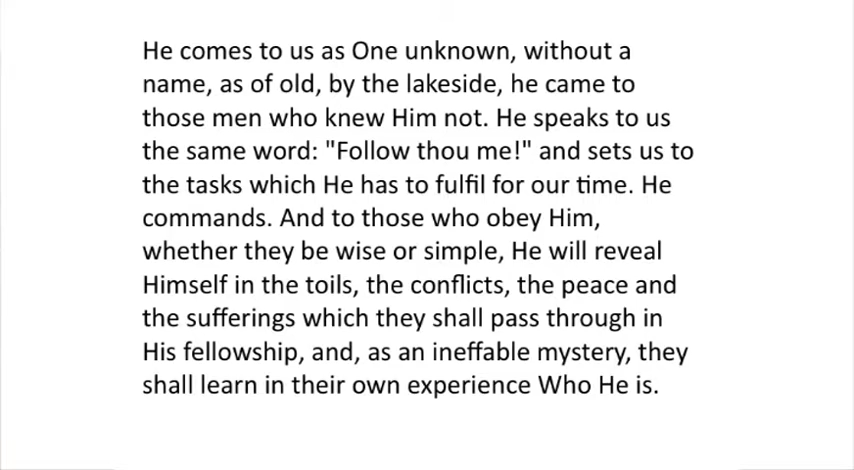 He comes to us as One unknown, without a
name, as of old, by the lakeside, he came to
those men who knew Him not. He speaks to us
the same word: "Follow thou me!" and sets us to
the tasks which He has to fulfil for our time. He
commands. And to those who obey Him,
whether they be wise or simple, He will reveal
Himself in the toils, the conflicts, the peace and
the sufferings which they shall pass through in
His fellowship, and, as an ineffable mystery, they
shall learn in their own experience Who He is.